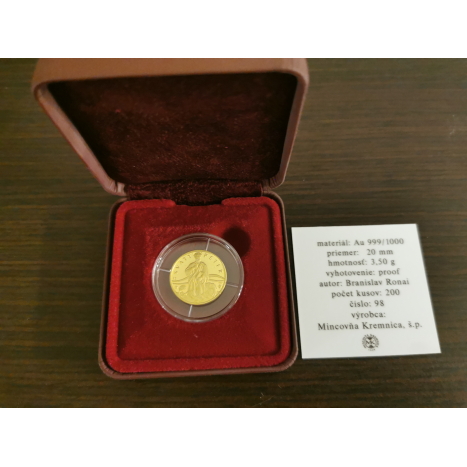 materiál: Au 999/1000
priemer: 20 mm
hmotnosť: 3,50 g
vyhotovenie: proof
autor: Branislav Ronai
počet kusov: 200
číslo: 98
výrobca:
Mincovňa Kremnica, š.p.